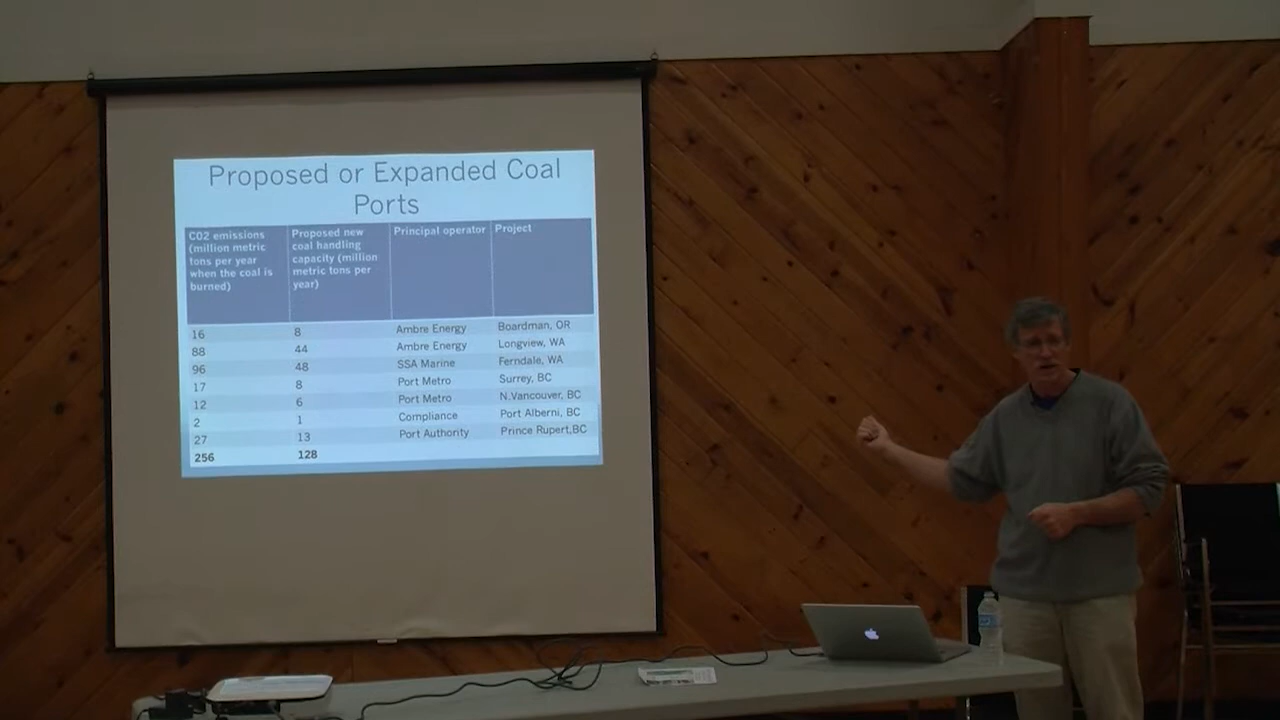 Proposed or Expanded Coal
Ports
CO2 emissions (million metric tons per year when the coal is burned) Proposed new coal handling capacity (million metric tons per year) Principal operator Project
16 8 Ambre Energy Boardman, OR
88 44 Ambre Energy Longview, WA
96 48 SSA Marine Ferndale, WA
17 8 Port Metro Surrey, BC
12 6 Port Metro N.Vancouver, BC
2 1 Compliance Port Alberni, BC
27 13 Port Authority Prince Rupert,BC
256 128